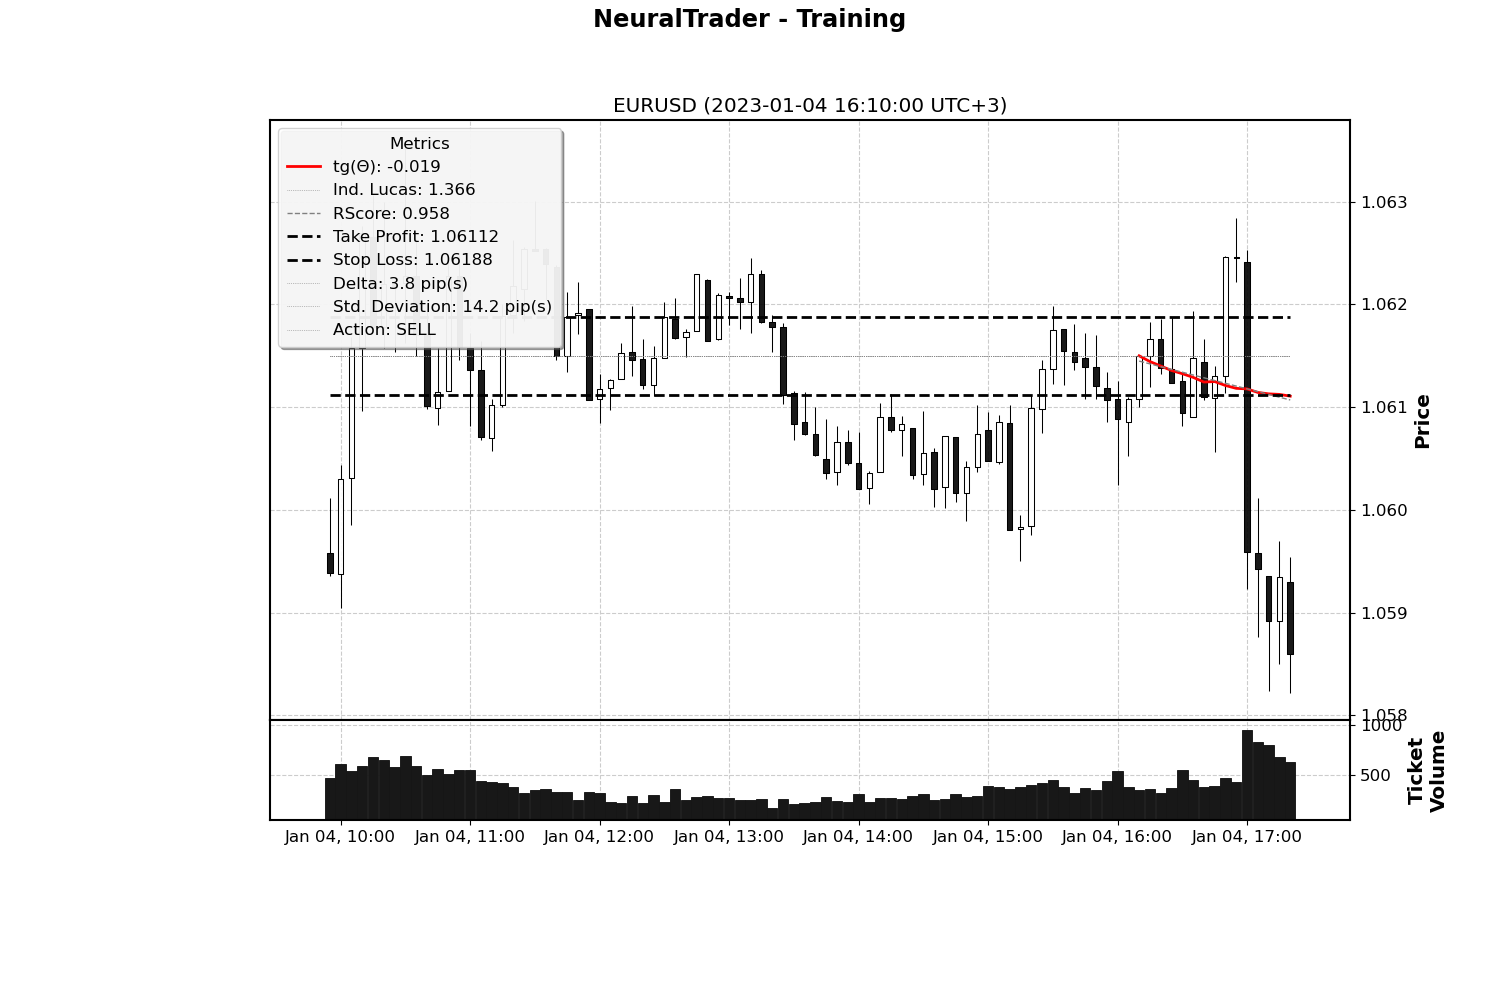 NeuralTrader - Training
EURUSD (2023-01-04 16:10:00 UTC+3)
Metrics
tg(Θ): -0.019
Ind. Lucas: 1.366
RScore: 0.958
Take Profit: 1.06112
Stop Loss: 1.06188
Delta: 3.8 pip(s)
Std. Deviation: 14.2 pip(s)
Action: SELL
1.063
1.062
1.061
1.060
1.059
1.058
Price
1000
500
Ticket
Volume
Jan 04, 10:00
Jan 04, 11:00
Jan 04, 12:00
Jan 04, 13:00
Jan 04, 14:00
Jan 04, 15:00
Jan 04, 16:00
Jan 04, 17:00